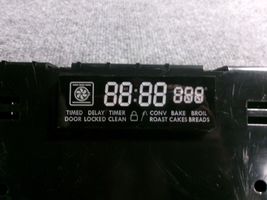 88:88 888
TIMED DELAY TIMER CONV BAKE BROIL
DOOR LOCKED CLEAN ROAST CAKES BREADS